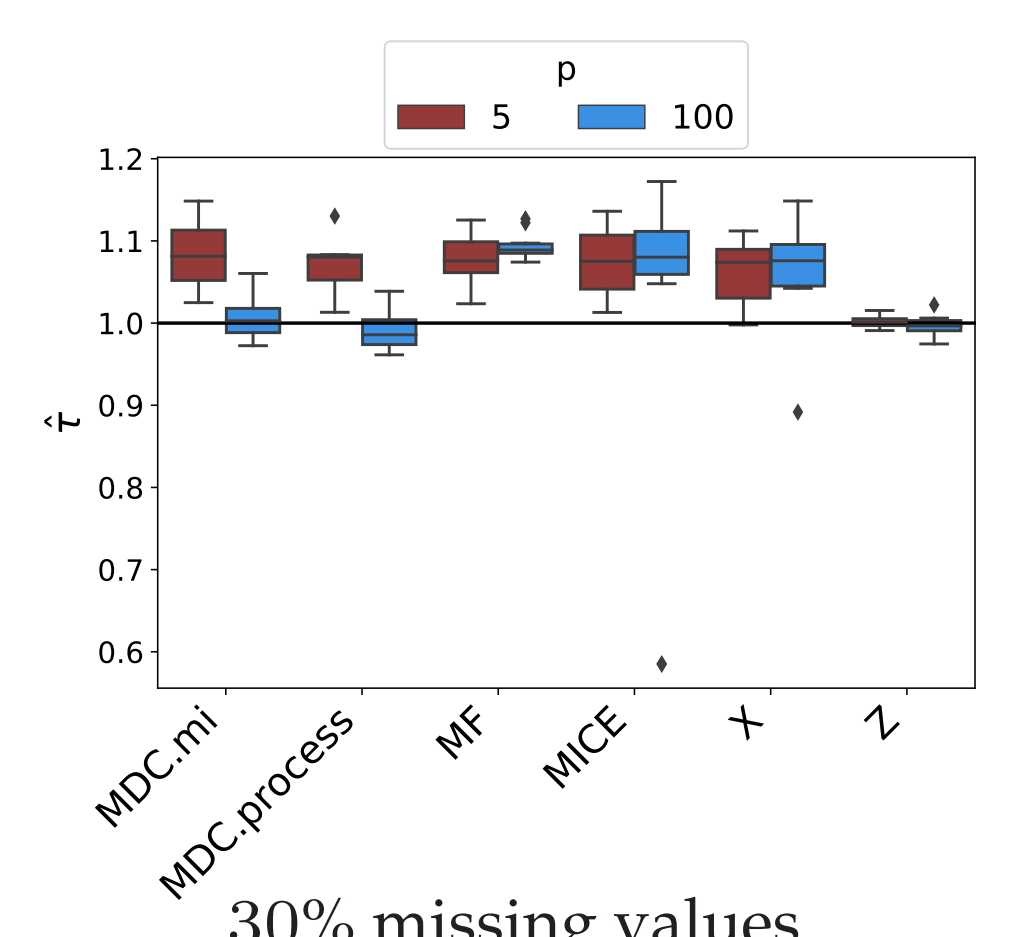 p
5 100
1.2
1.1
1.0
0.9
0.8
0.7
0.6
τ̂
MDC.mi
MDC.process
MF
MICE
X
Z
30% missing values